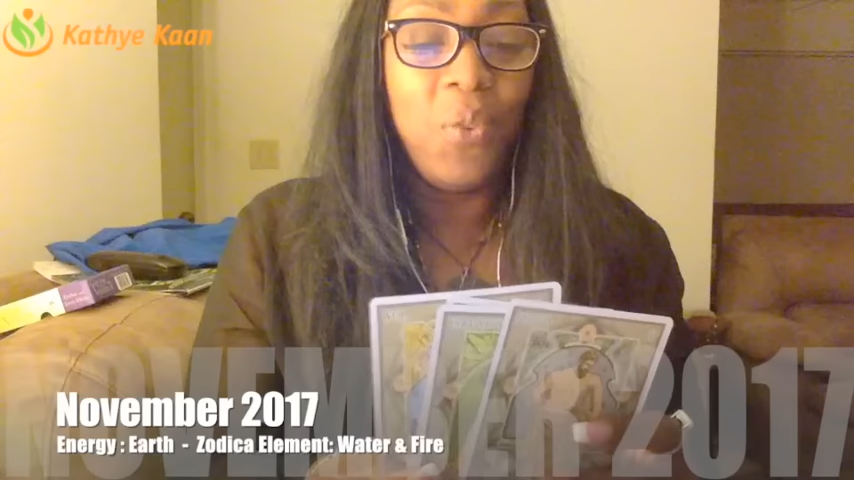 Kathye Kaan
NOVEMBER 2017
November 2017
Energy : Earth - Zodica Element: Water & Fire